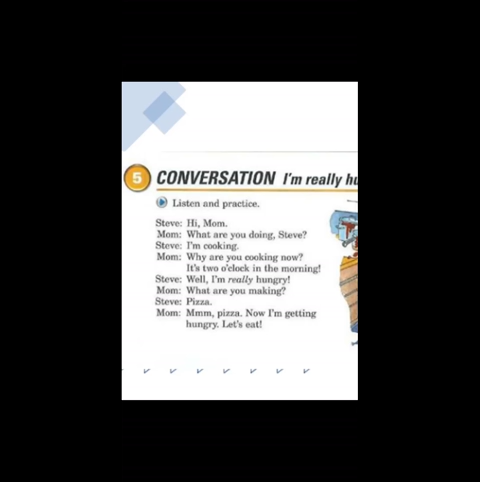 5 CONVERSATION I'm really
Listen and practice.
Steve: Hi, Mom.
Mom: What are you doing, Steve?
Steve: I'm cooking.
Mom: Why are you cooking now?
It's two o'clock in the morning!
Steve: Well, I'm really hungry!
Mom: What are you making?
Steve: Pizza.
Mom: Mmm, pizza. Now I'm getting
hungry. Let's eat!